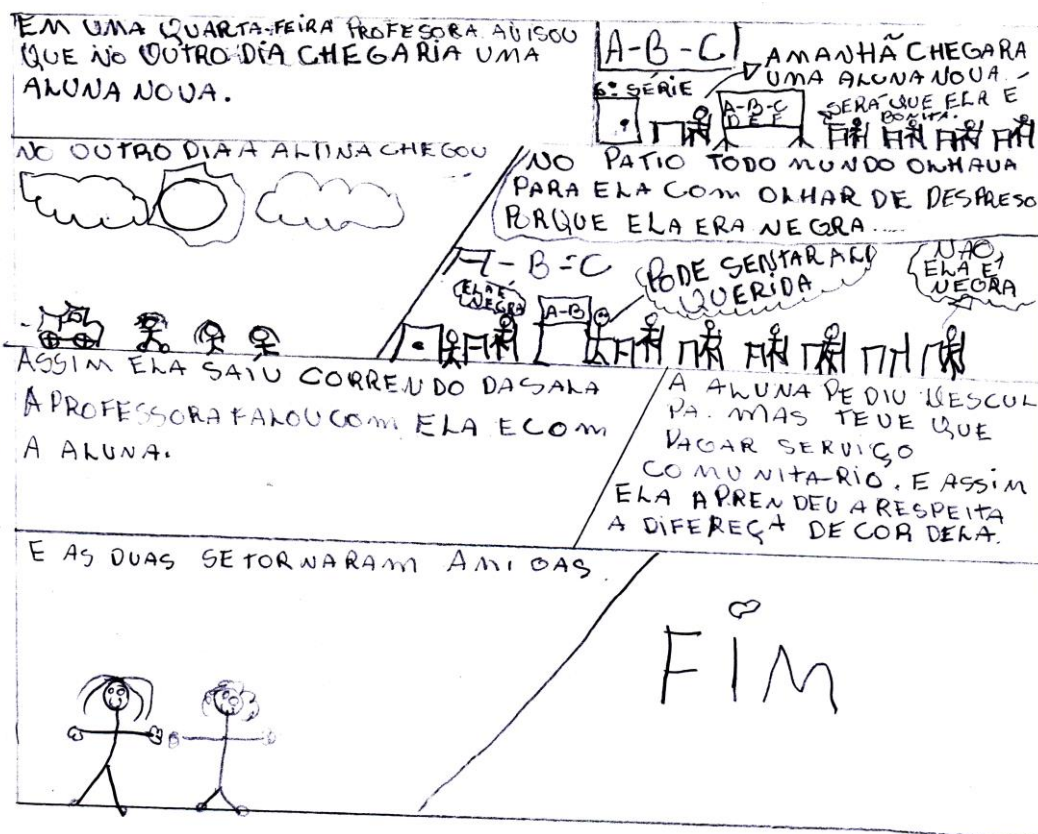 EM UMA QUARTA-FEIRA PROFESORA AVISOU
QUE NO OUTRO DIA CHEGARIA UMA
ALUNA NOVA.
A-B-C
6ª SÉRIE
AMANHÃ CHEGARA
UMA ALUNA NOVA.
A-B-C
D E F
SERÁ QUE ELA É
BONITA.
NO OUTRO DIA A ALUNA CHEGOU
NO PATIO TODO MUNDO OLHAVA
PARA ELA COM OLHAR DE DESPRESO
PORQUE ELA ERA NEGRA.....
A-B-C
ELA É
NEGRA
A-B
PODE SENTAR ALI
QUERIDA
NÃO
ELA E'
NEGRA
ASSIM ELA SAIU CORRENDO DA SALA
A PROFESSORA FALOU COM ELA E COM
A ALUNA.
A ALUNA PEDIU DESCUL
PA. MAS TEVE QUE
PAGAR SERVIÇO
COMUNITA-RIO. E ASSIM
ELA APRENDEU A RESPEITA
A DIFEREÇA DE COR DELA.
E AS DUAS SE TORNARAM AMIGAS.
FIM